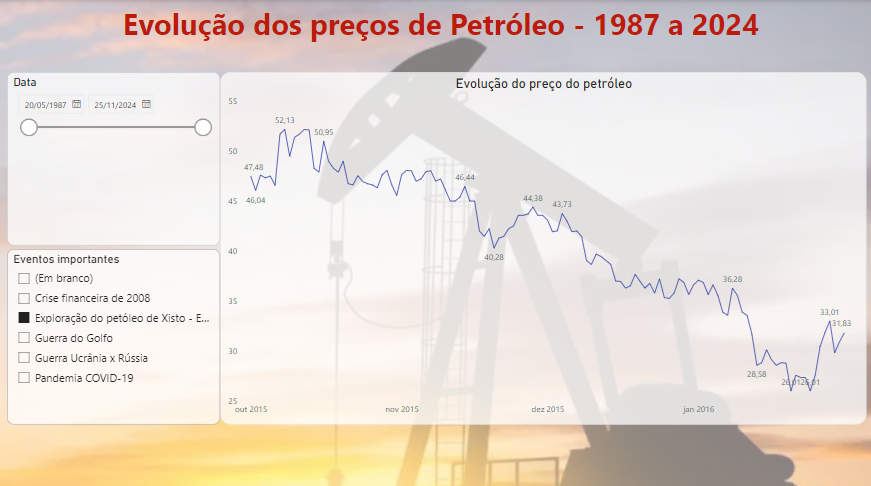 Evolução dos preços de Petróleo - 1987 a 2024
Data
20/05/1987 25/11/2024
Eventos importantes
(Em branco)
Crise financeira de 2008
Exploração do petóleo de Xisto - E...
Guerra do Golfo
Guerra Ucrânia x Rússia
Pandemia COVID-19
Evolução do preço do petróleo
55
50
45
40
35
30
25
47,48
46,04
52,13
50,95
46,44
40,28
44,38
43,73
36,28
28,58
26,01
26,01
33,01
31,83
out 2015
nov 2015
dez 2015
jan 2016